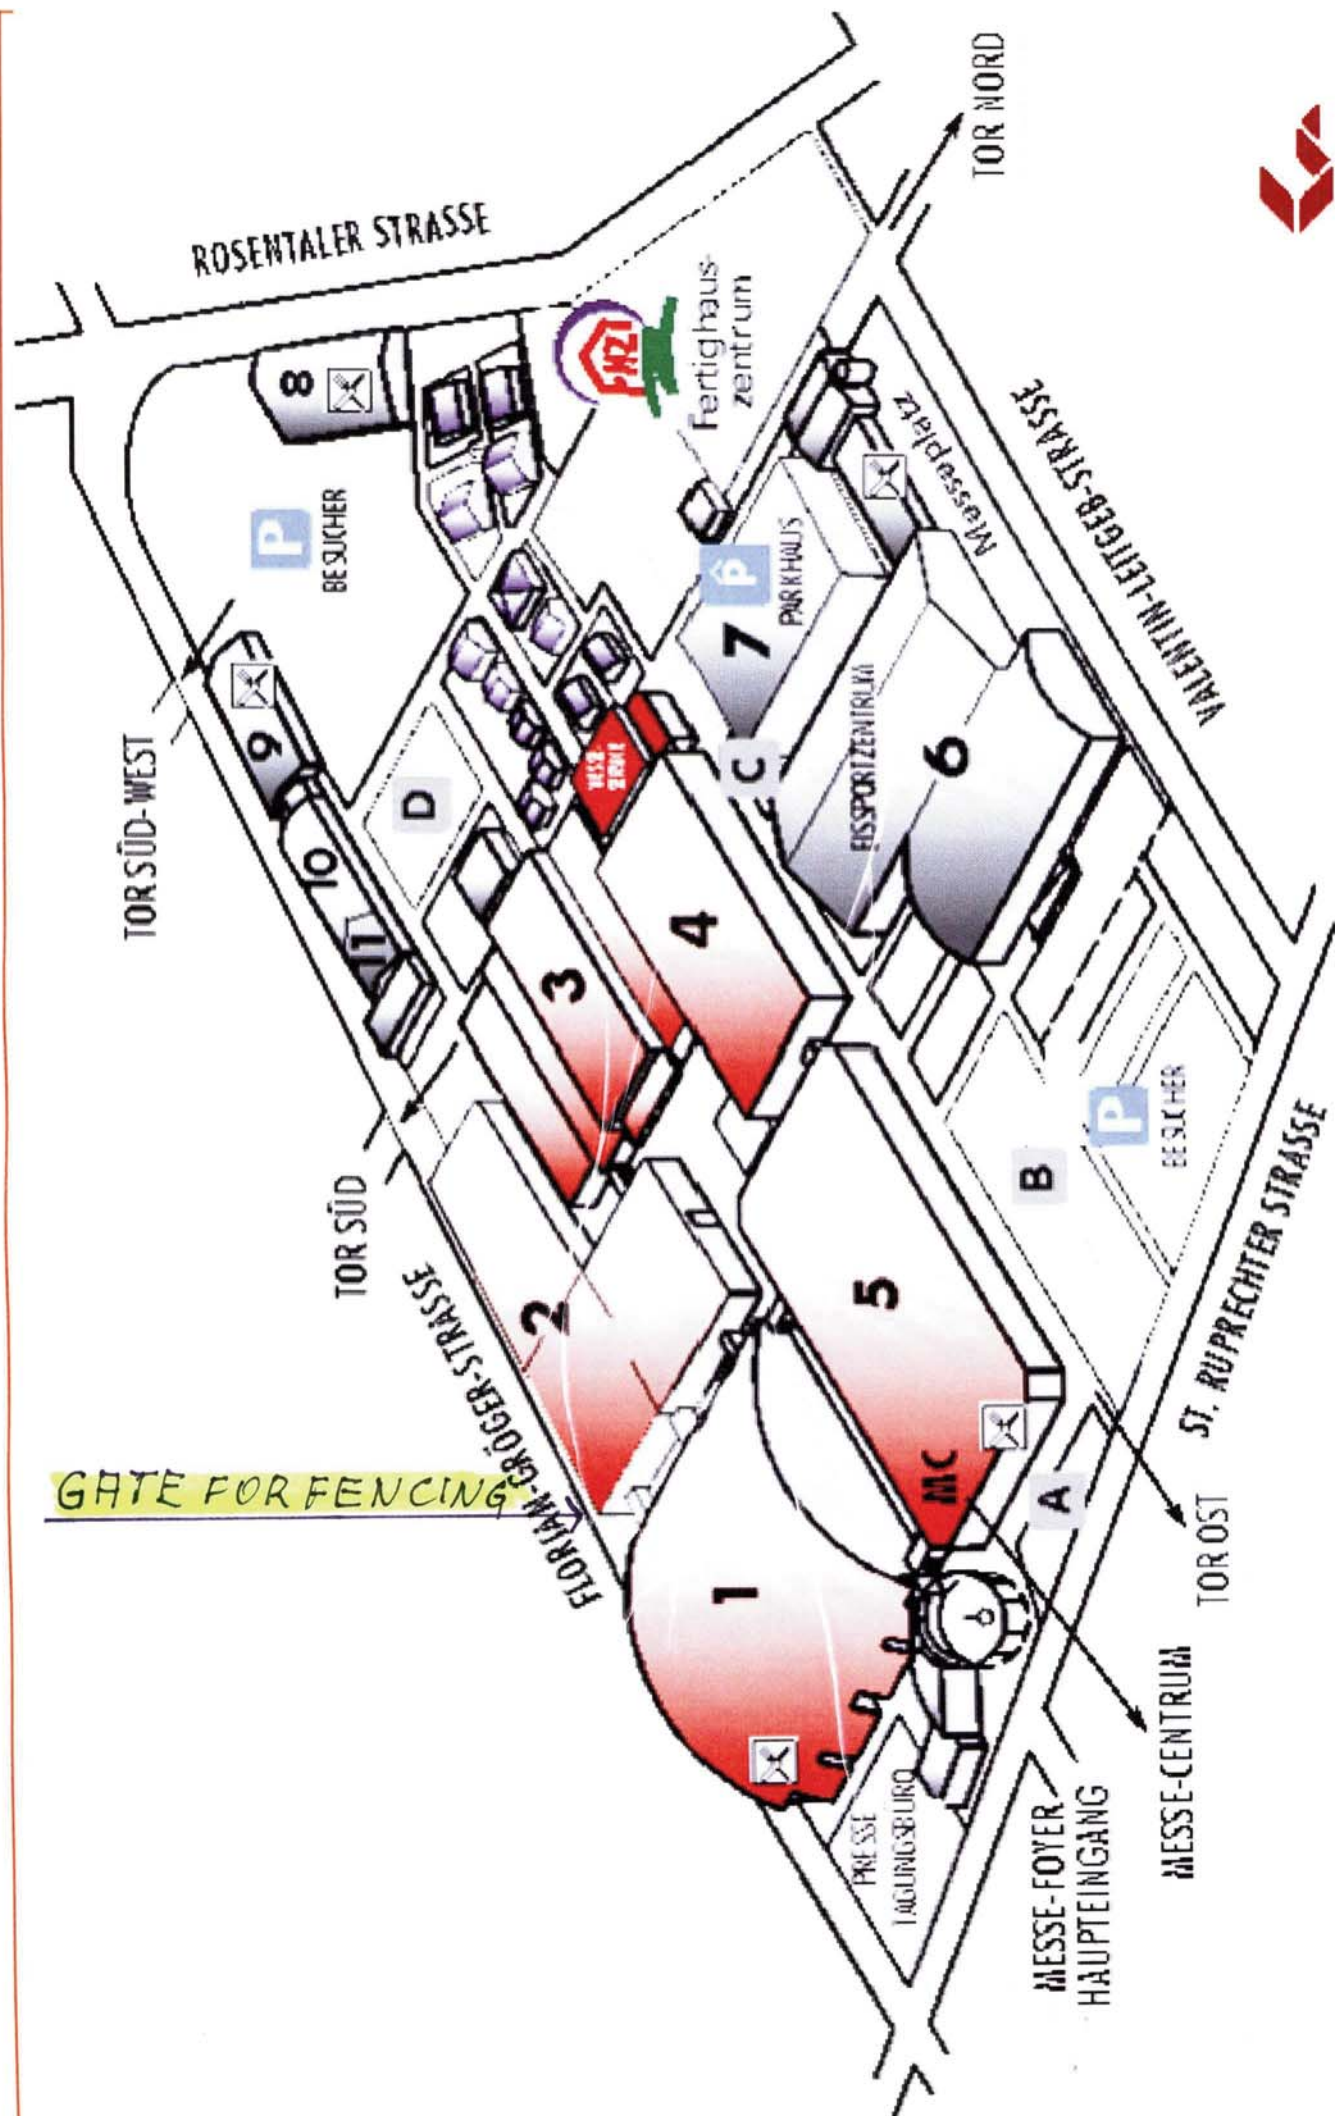 ROSENTALER STRASSE
TOR NORD
8
P
BESUCHER
FHZ
Fertighaus-
zentrum
TOR SÜD-WEST
9
10
11
D
7
P
PARKHAUS
Messeplatz
VALENTIN-LEITGEB-STRASSE
C
EISSPORTZENTRUM
6
3
4
TOR SÜD
FLORIAN-GRÖGER-STRASSE
2
GATE FOR FENCING
5
MC
B
P
BESUCHER
ST. RUPRECHTER STRASSE
A
1
TOR OST
MESSE-CENTRUM
MESSE-FOYER
HAUPTEINGANG
PRESSE
TAGUNGSBÜRO